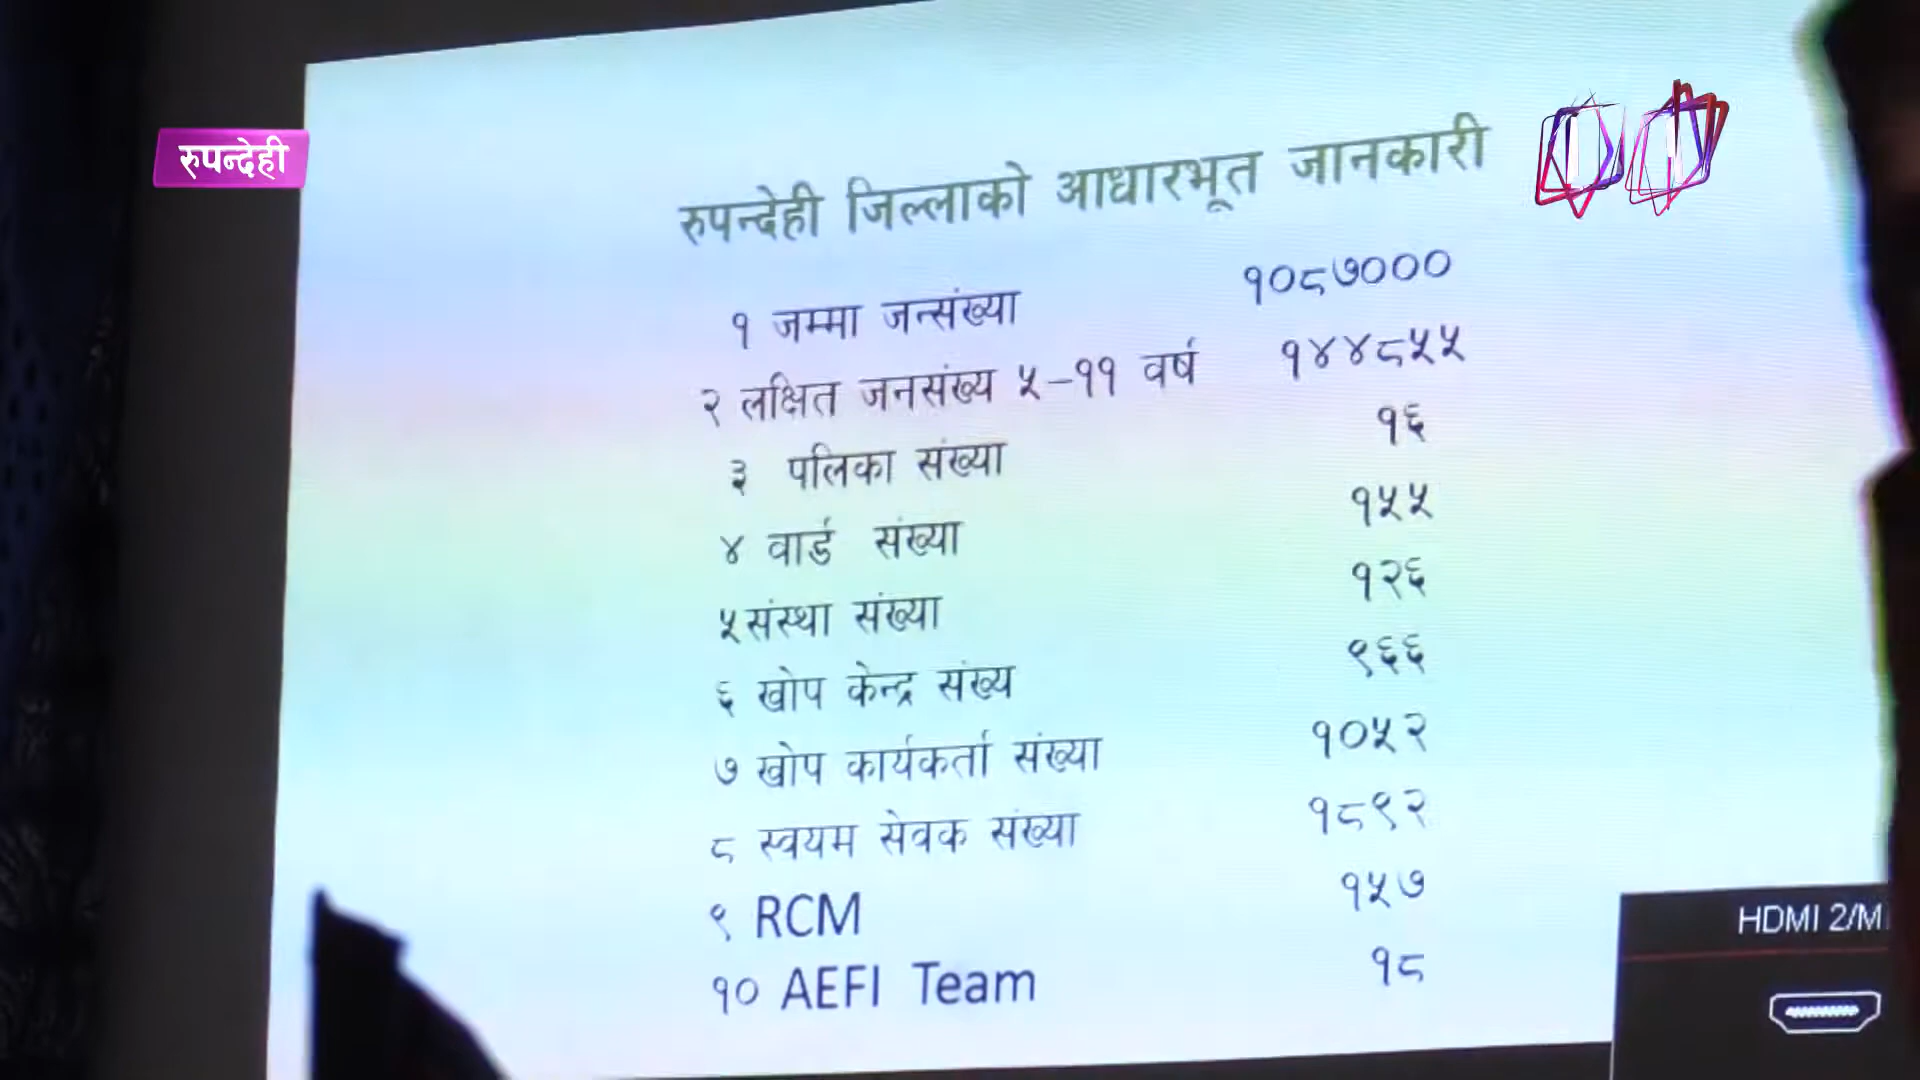 रुपन्देही
रुपन्देही जिल्लाको आधारभूत जानकारी
१ जम्मा जन्संख्या १०८७०००
२ लक्षित जनसंख्य ५-११ वर्ष १४४८५५
३ पलिका संख्या १६
४ वार्ड संख्या १५५
५ संस्था संख्या १२६
६ खोप केन्द्र संख्य ९६६
७ खोप कार्यकर्ता संख्या १०५२
८ स्वयम सेवक संख्या १८९२
९ RCM १५७
१० AEFI Team १८
HDMI 2/M